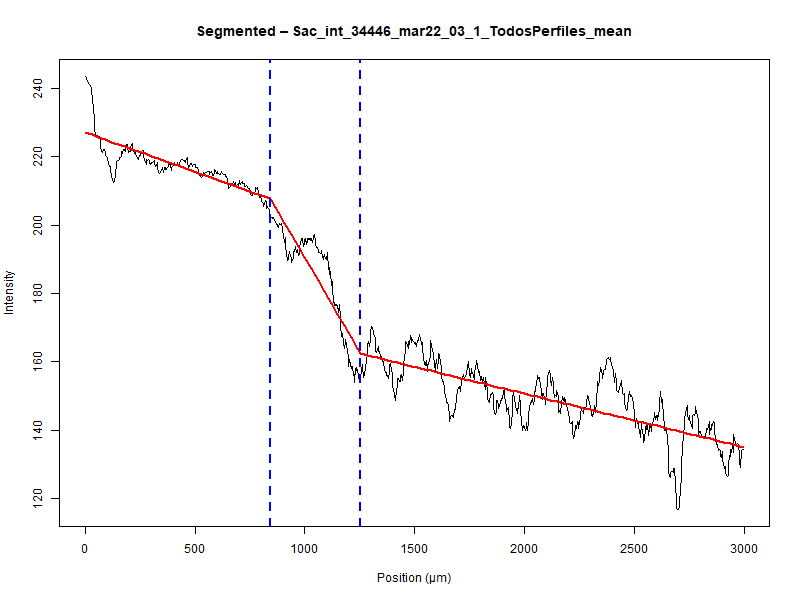 Segmented – Sac_int_34446_mar22_03_1_TodosPerfiles_mean
Intensity
240
220
200
180
160
140
120
0 500 1000 1500 2000 2500 3000
Position (µm)